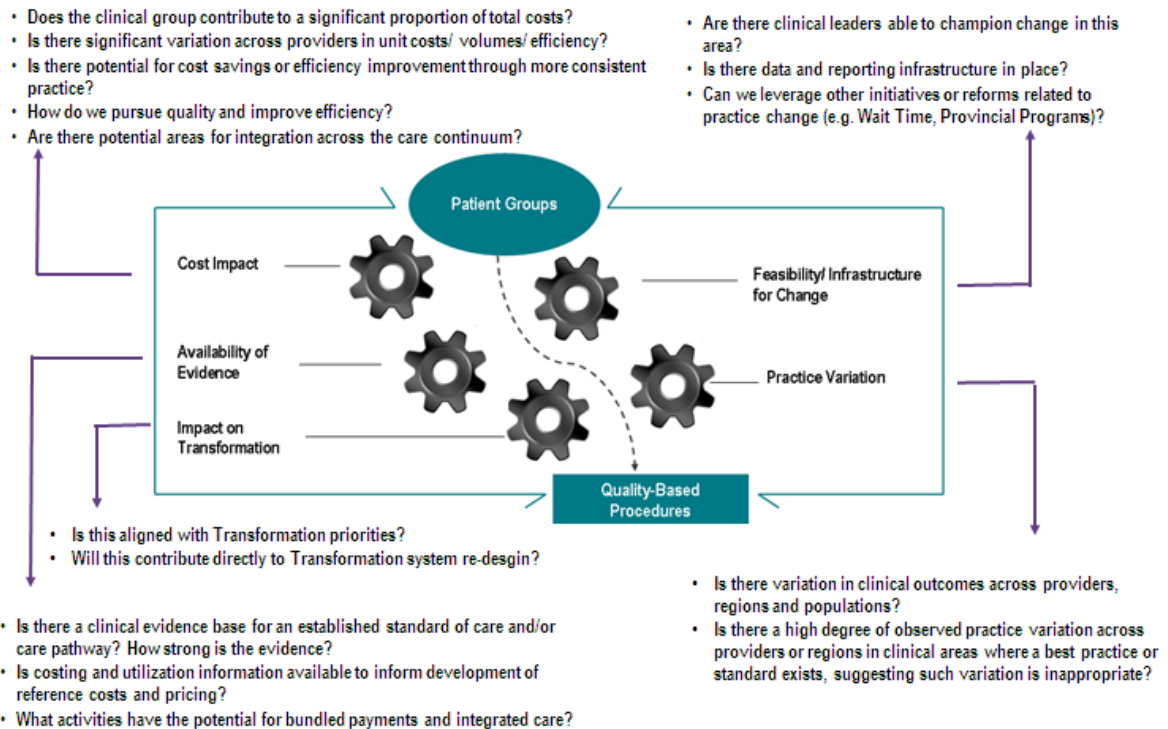 • Does the clinical group contribute to a significant proportion of total costs?
• Is there significant variation across providers in unit costs/ volumes/ efficiency?
• Is there potential for cost savings or efficiency improvement through more consistent
practice?
• How do we pursue quality and improve efficiency?
• Are there potential areas for integration across the care continuum?
• Are there clinical leaders able to champion change in this
area?
• Is there data and reporting infrastructure in place?
• Can we leverage other initiatives or reforms related to
practice change (e.g. Wait Time, Provincial Programs)?
Patient Groups
Cost Impact
Feasibility/ Infrastructure
for Change
Availability of
Evidence
Practice Variation
Impact on
Transformation
Quality-Based
Procedures
• Is this aligned with Transformation priorities?
• Will this contribute directly to Transformation system re-desgin?
• Is there a clinical evidence base for an established standard of care and/or
care pathway? How strong is the evidence?
• Is costing and utilization information available to inform development of
reference costs and pricing?
• What activities have the potential for bundled payments and integrated care?
• Is there variation in clinical outcomes across providers,
regions and populations?
• Is there a high degree of observed practice variation across
providers or regions in clinical areas where a best practice or
standard exists, suggesting such variation is inappropriate?